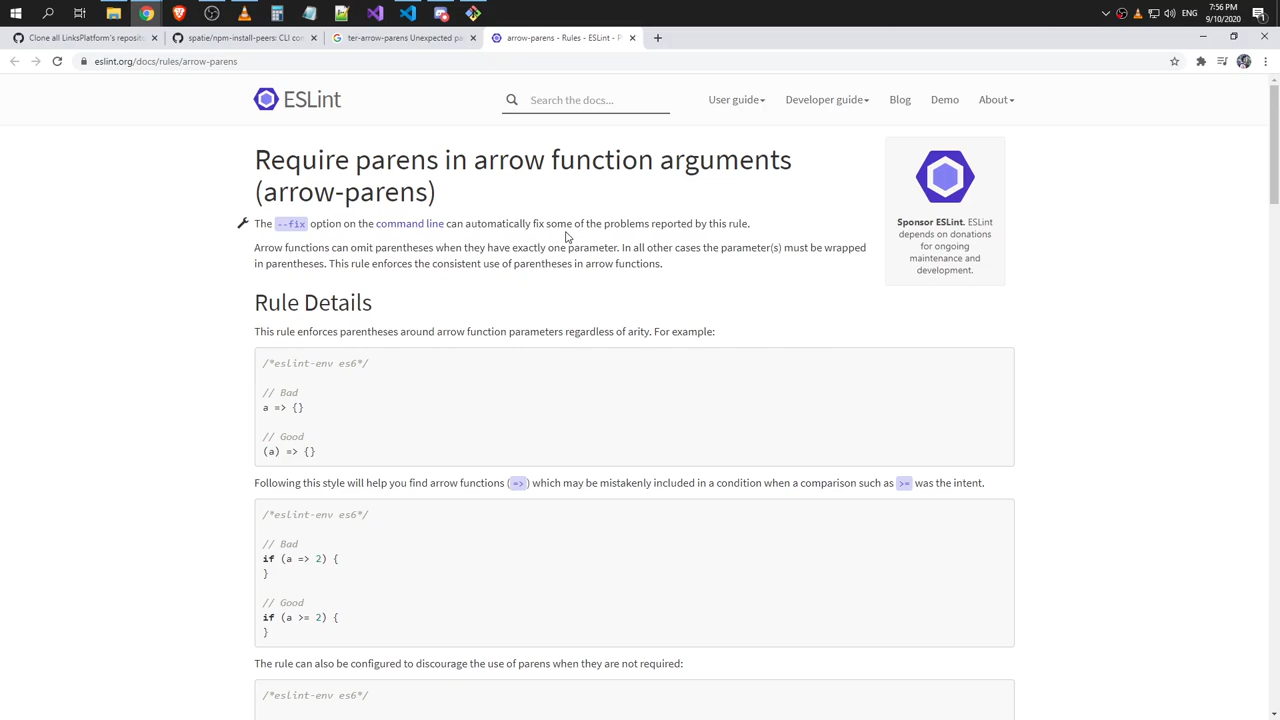 7:56 PM
ENG
9/10/2020
1
Clone all LinksPlatform's reposito
spatie/npm-install-peers: CLI con
ter-arrow-parens Unexpected pa
arrow-parens - Rules - ESLint - P
eslint.org/docs/rules/arrow-parens
ESLint
Search the docs...
User guide
Developer guide
Blog
Demo
About
Require parens in arrow function arguments
(arrow-parens)
The --fix option on the command line can automatically fix some of the problems reported by this rule.
Arrow functions can omit parentheses when they have exactly one parameter. In all other cases the parameter(s) must be wrapped
in parentheses. This rule enforces the consistent use of parentheses in arrow functions.
Sponsor ESLint. ESLint
depends on donations
for ongoing
maintenance and
development.
Rule Details
This rule enforces parentheses around arrow function parameters regardless of arity. For example:
/*eslint-env es6*/
// Bad
a => {}
// Good
(a) => {}
Following this style will help you find arrow functions (=>) which may be mistakenly included in a condition when a comparison such as >= was the intent.
/*eslint-env es6*/
// Bad
if (a => 2) {
}
// Good
if (a >= 2) {
}
The rule can also be configured to discourage the use of parens when they are not required:
/*eslint-env es6*/